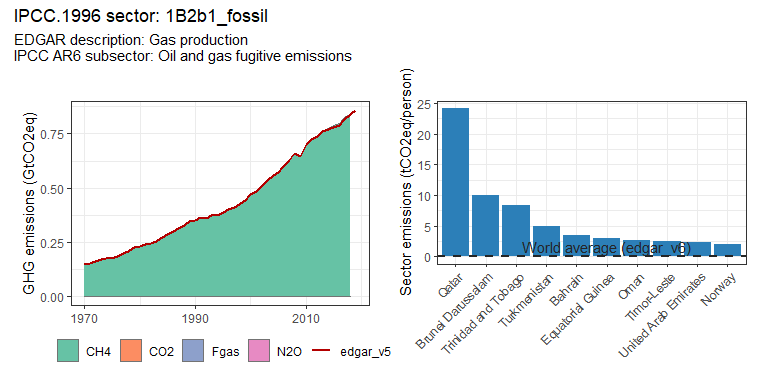 IPCC.1996 sector: 1B2b1_fossil
EDGAR description: Gas production
IPCC AR6 subsector: Oil and gas fugitive emissions
GHG emissions (GtCO2eq)
0.75
0.50
0.25
0.00
1970
1990
2010
CH4
CO2
Fgas
N2O
edgar_v5
Sector emissions (tCO2eq/person)
25
20
15
10
5
0
World average (edgar_v6)
Qatar
Brunei Darussalam
Trinidad and Tobago
Turkmenistan
Bahrain
Equatorial Guinea
Oman
Timor-Leste
United Arab Emirates
Norway